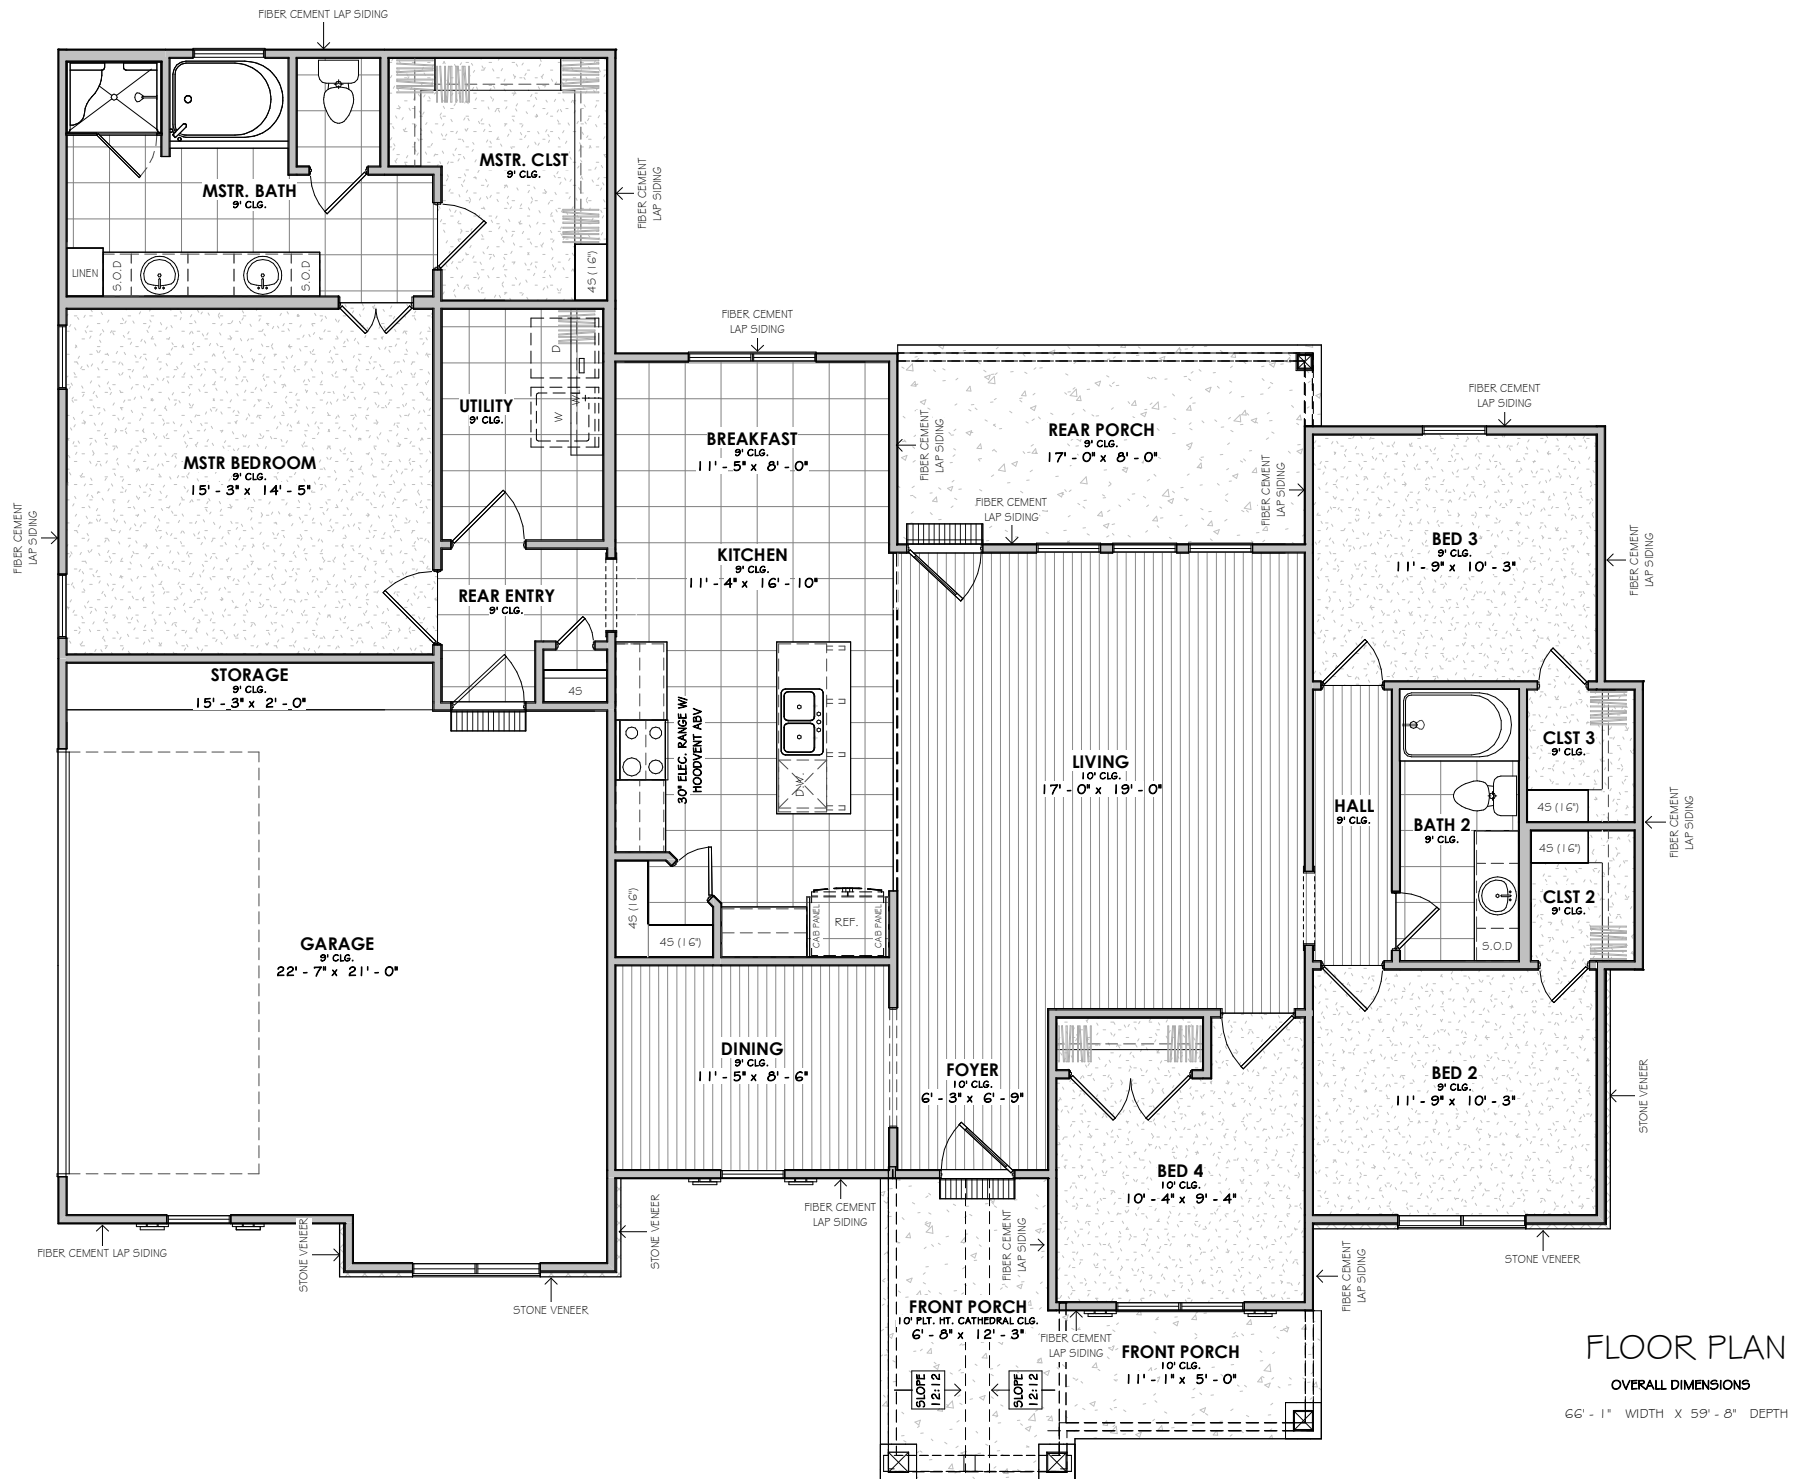 FIBER CEMENT LAP SIDING
MSTR. CLST
9' CLG.
MSTR. BATH
9' CLG.
FIBER CEMENT
LAP SIDING
LINEN
S.O.D
S.O.D
4S (16")
FIBER CEMENT
LAP SIDING
D
W
WH
UTILITY
9' CLG.
MSTR BEDROOM
9' CLG.
15' - 3" x 14' - 5"
BREAKFAST
9' CLG.
11' - 5" x 8' - 0"
FIBER CEMENT
LAP SIDING
REAR PORCH
9' CLG.
17' - 0" x 8' - 0"
FIBER CEMENT
LAP SIDING
FIBER CEMENT
LAP SIDING
FIBER CEMENT
LAP SIDING
FIBER CEMENT
LAP SIDING
KITCHEN
9' CLG.
11' - 4" x 16' - 10"
BED 3
9' CLG.
11' - 9" x 10' - 3"
FIBER CEMENT
LAP SIDING
REAR ENTRY
9' CLG.
STORAGE
9' CLG.
15' - 3" x 2' - 0"
4S
30" ELEC. RANGE W/
HOODVENT ABV
D.W.
LIVING
10' CLG.
17' - 0" x 19' - 0"
HALL
9' CLG.
BATH 2
9' CLG.
CLST 3
9' CLG.
4S (16")
FIBER CEMENT
LAP SIDING
4S (16")
CLST 2
9' CLG.
S.O.D
4S (16")
4S (16")
CAB PANEL
REF.
CAB PANEL
GARAGE
9' CLG.
22' - 7" x 21' - 0"
DINING
9' CLG.
11' - 5" x 8' - 6"
FOYER
10' CLG.
6' - 3" x 6' - 9"
BED 2
9' CLG.
11' - 9" x 10' - 3"
STONE VENEER
BED 4
10' CLG.
10' - 4" x 9' - 4"
FIBER CEMENT LAP SIDING
STONE VENEER
STONE VENEER
STONE VENEER
FIBER CEMENT
LAP SIDING
FIBER CEMENT
LAP SIDING
FIBER CEMENT
LAP SIDING
STONE VENEER
FRONT PORCH
10' PLT. HT. CATHEDRAL CLG.
6' - 8" x 12' - 3"
FIBER CEMENT
LAP SIDING
FRONT PORCH
10' CLG.
11' - 1" x 5' - 0"
SLOPE
12:12
SLOPE
12:12
FLOOR PLAN
OVERALL DIMENSIONS
66' - 1" WIDTH X 59' - 8" DEPTH